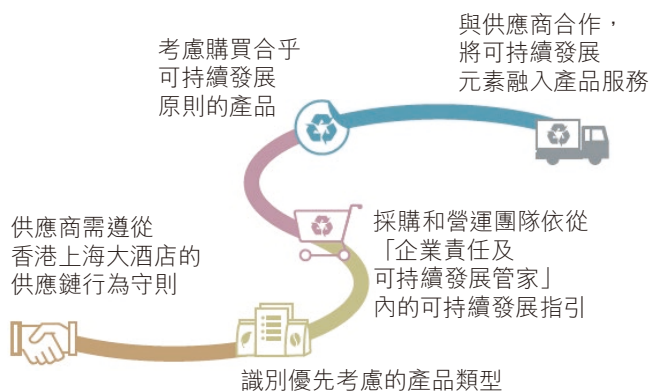 考慮購買合乎
可持續發展
原則的產品
與供應商合作，
將可持續發展
元素融入產品服務
供應商需遵從
香港上海大酒店的
供應鏈行為守則
採購和營運團隊依從
「企業責任及
可持續發展管家」
內的可持續發展指引
識別優先考慮的產品類型